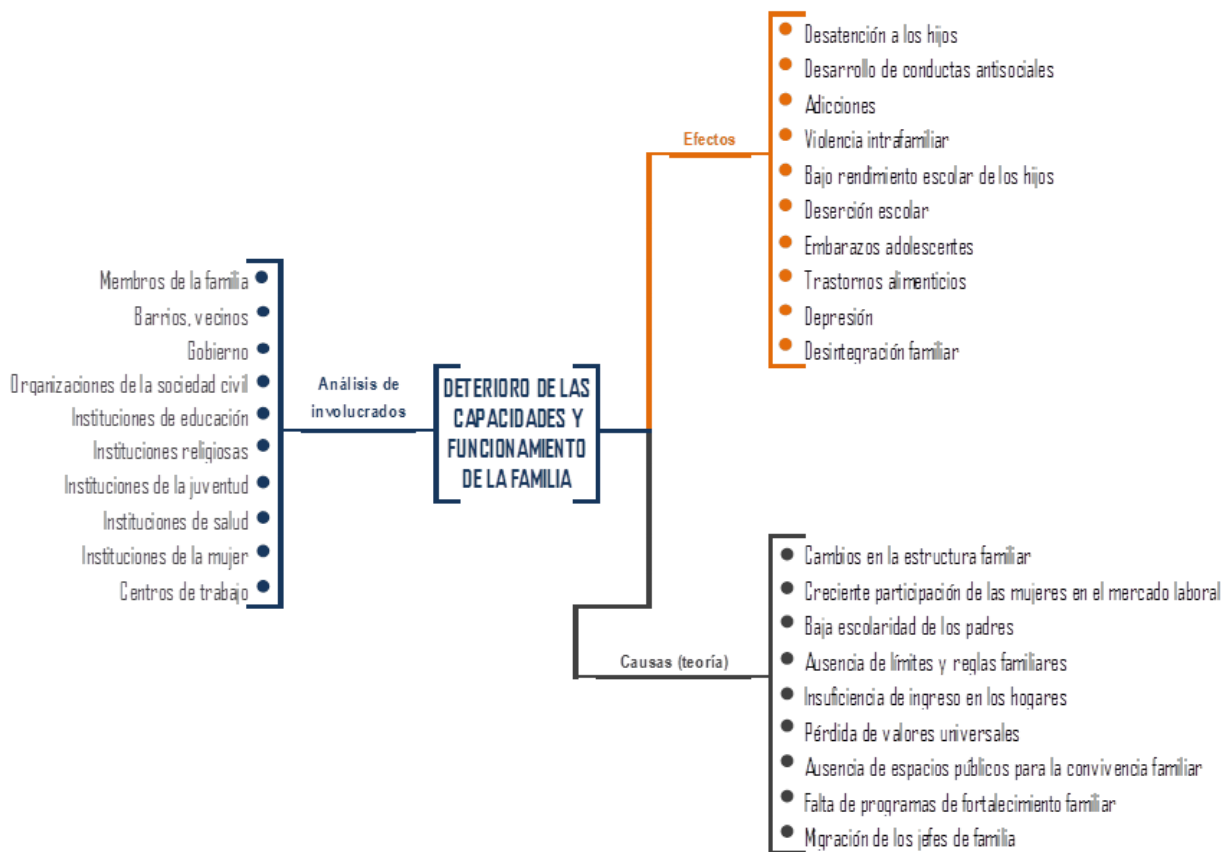 Efectos
Desatención a los hijos
Desarrollo de conductas antisociales
Adicciones
Violencia intrafamiliar
Bajo rendimiento escolar de los hijos
Deserción escolar
Embarazos adolescentes
Trastornos alimenticios
Depresión
Desintegración familiar
Membros de la familia
Barrios, vecinos
Gobierno
Organizaciones de la sociedad civil
Instituciones de educación
Instituciones religiosas
Instituciones de la juventud
Instituciones de salud
Instituciones de la mujer
Centros de trabajo
Análisis de
involucrados
DETERIORO DE LAS
CAPACIDADES Y
FUNCIONAMIENTO
DE LA FAMILIA
Causas (teoría)
Cambios en la estructura familiar
Creciente participación de las mujeres en el mercado laboral
Baja escolaridad de los padres
Ausencia de límites y reglas familiares
Insuficiencia de ingreso en los hogares
Pérdida de valores universales
Ausencia de espacios públicos para la convivencia familiar
Falta de programas de fortalecimiento familiar
Migración de los jefes de familia